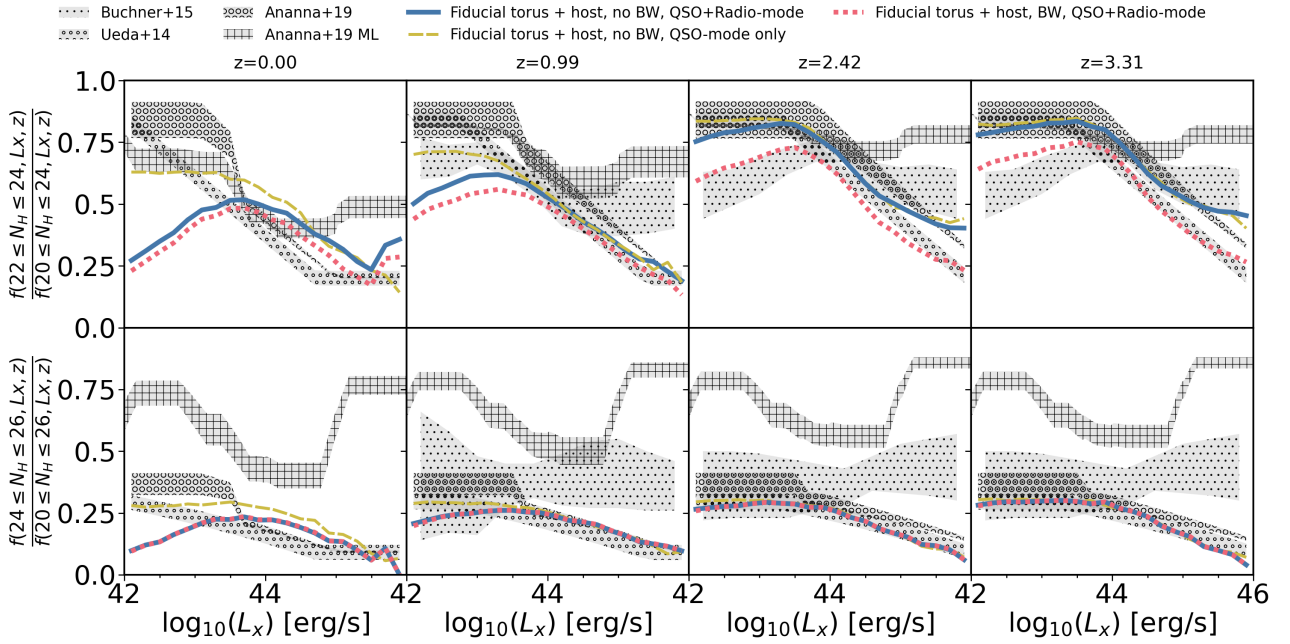 Buchner+15 Ananna+19 Fiducial torus + host, no BW, QSO+Radio-mode Fiducial torus + host, BW, QSO+Radio-mode
Ueda+14 Ananna+19 ML Fiducial torus + host, no BW, QSO-mode only
z=0.00 z=0.99 z=2.42 z=3.31
f(22 ≤ N_H ≤ 24, Lx, z)
f(20 ≤ N_H ≤ 24, Lx, z)
1.0
0.75
0.5
0.25
0.0
f(24 ≤ N_H ≤ 26, Lx, z)
f(20 ≤ N_H ≤ 26, Lx, z)
0.75
0.5
0.25
0.0
42 44 42 44 42 44 42 44 46
log₁₀(Lₓ) [erg/s] log₁₀(Lₓ) [erg/s] log₁₀(Lₓ) [erg/s] log₁₀(Lₓ) [erg/s]